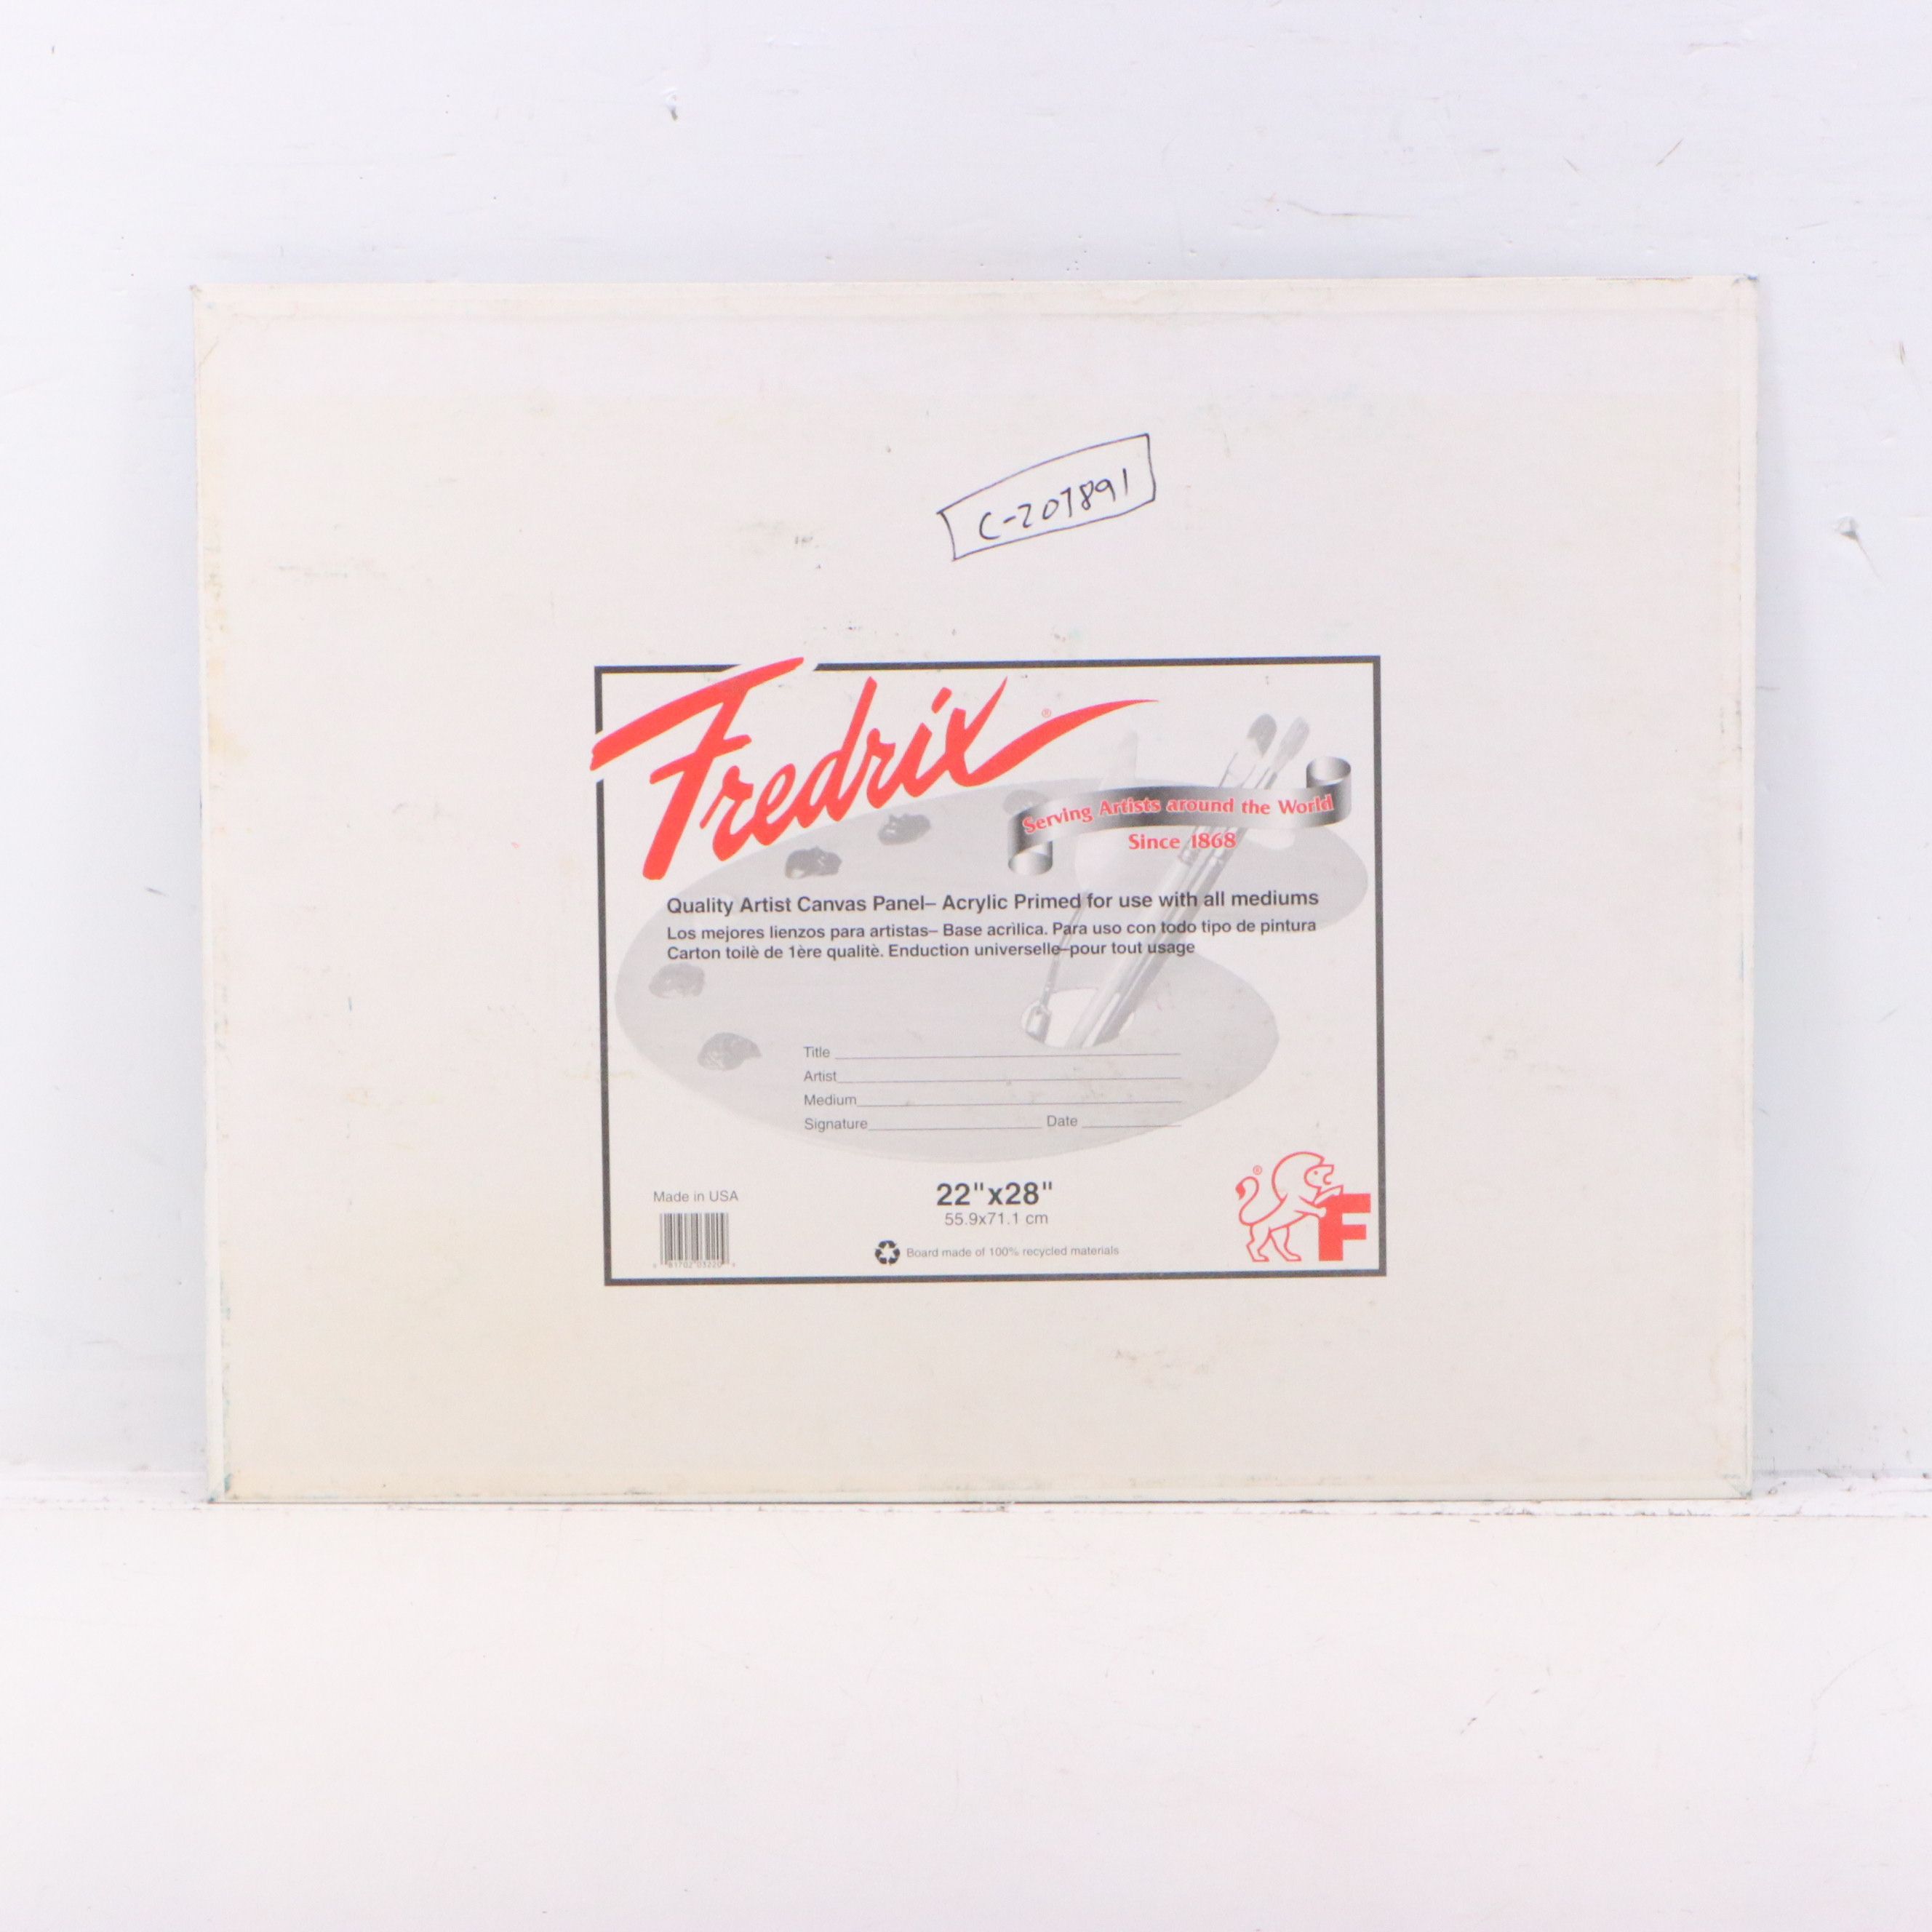 C-207891
Fredrix®
Serving Artists around the World
Since 1868
Quality Artist Canvas Panel– Acrylic Primed for use with all mediums
Los mejores lienzos para artistas– Base acrìlica. Para uso con todo tipo de pintura
Carton toilè de 1ère qualitè. Enduction universelle–pour tout usage
Title
Artist
Medium
Signature Date
Made in USA
22"x28"
55.9x71.1 cm
Board made of 100% recycled materials
® F